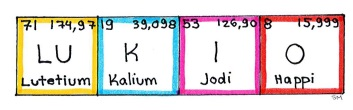 71 174,97 19 39,098 53 126,90 8 15,999
LU K I O
Lutetium Kalium Jodi Happi
SM